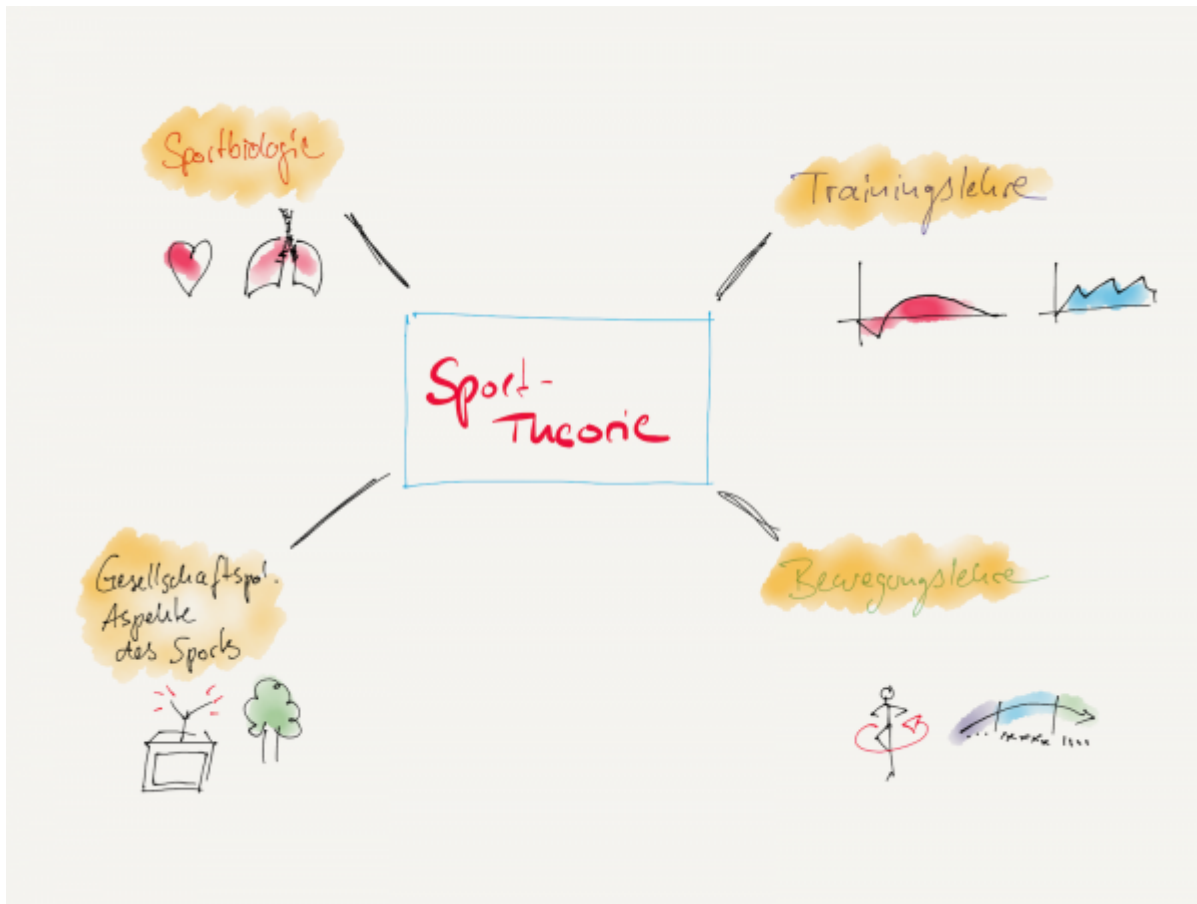 Sportbiologie
Trainingslehre
Sport-
Theorie
Gesellschaftspol.
Aspekte
des Sports
Bewegungslehre